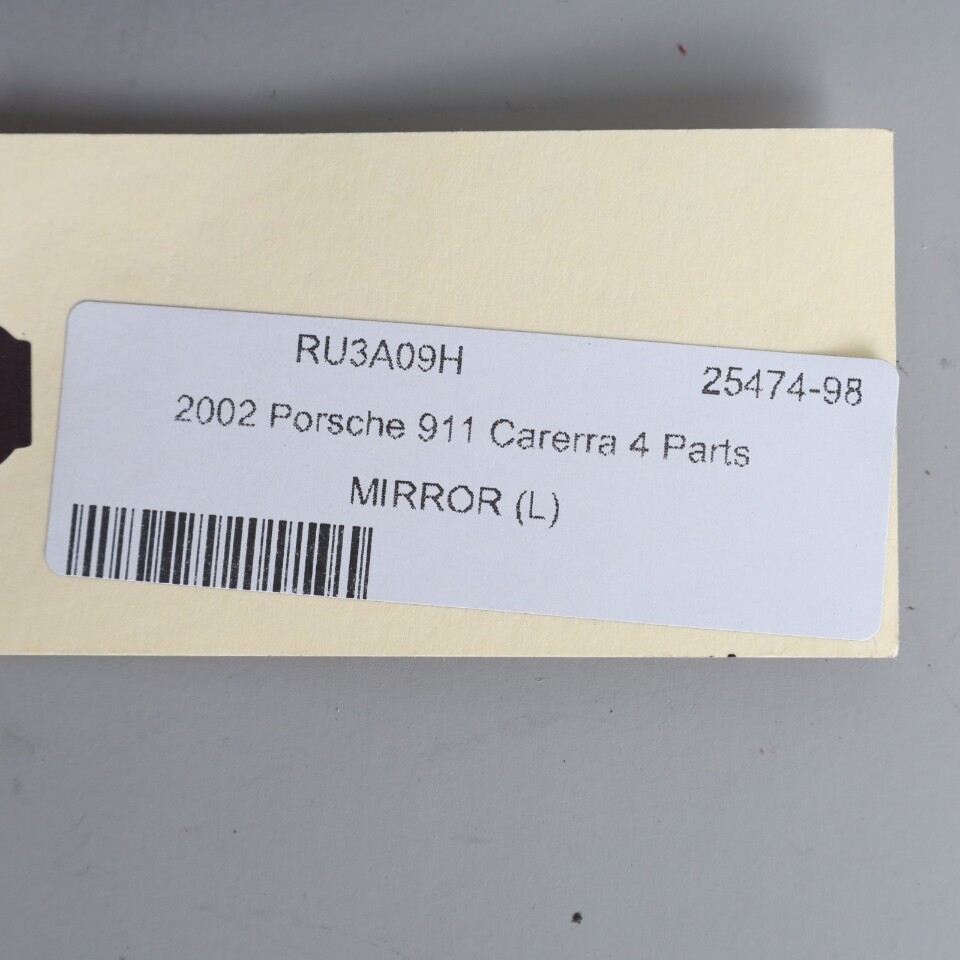 RU3A09H 25474-98
2002 Porsche 911 Carerra 4 Parts
MIRROR (L)